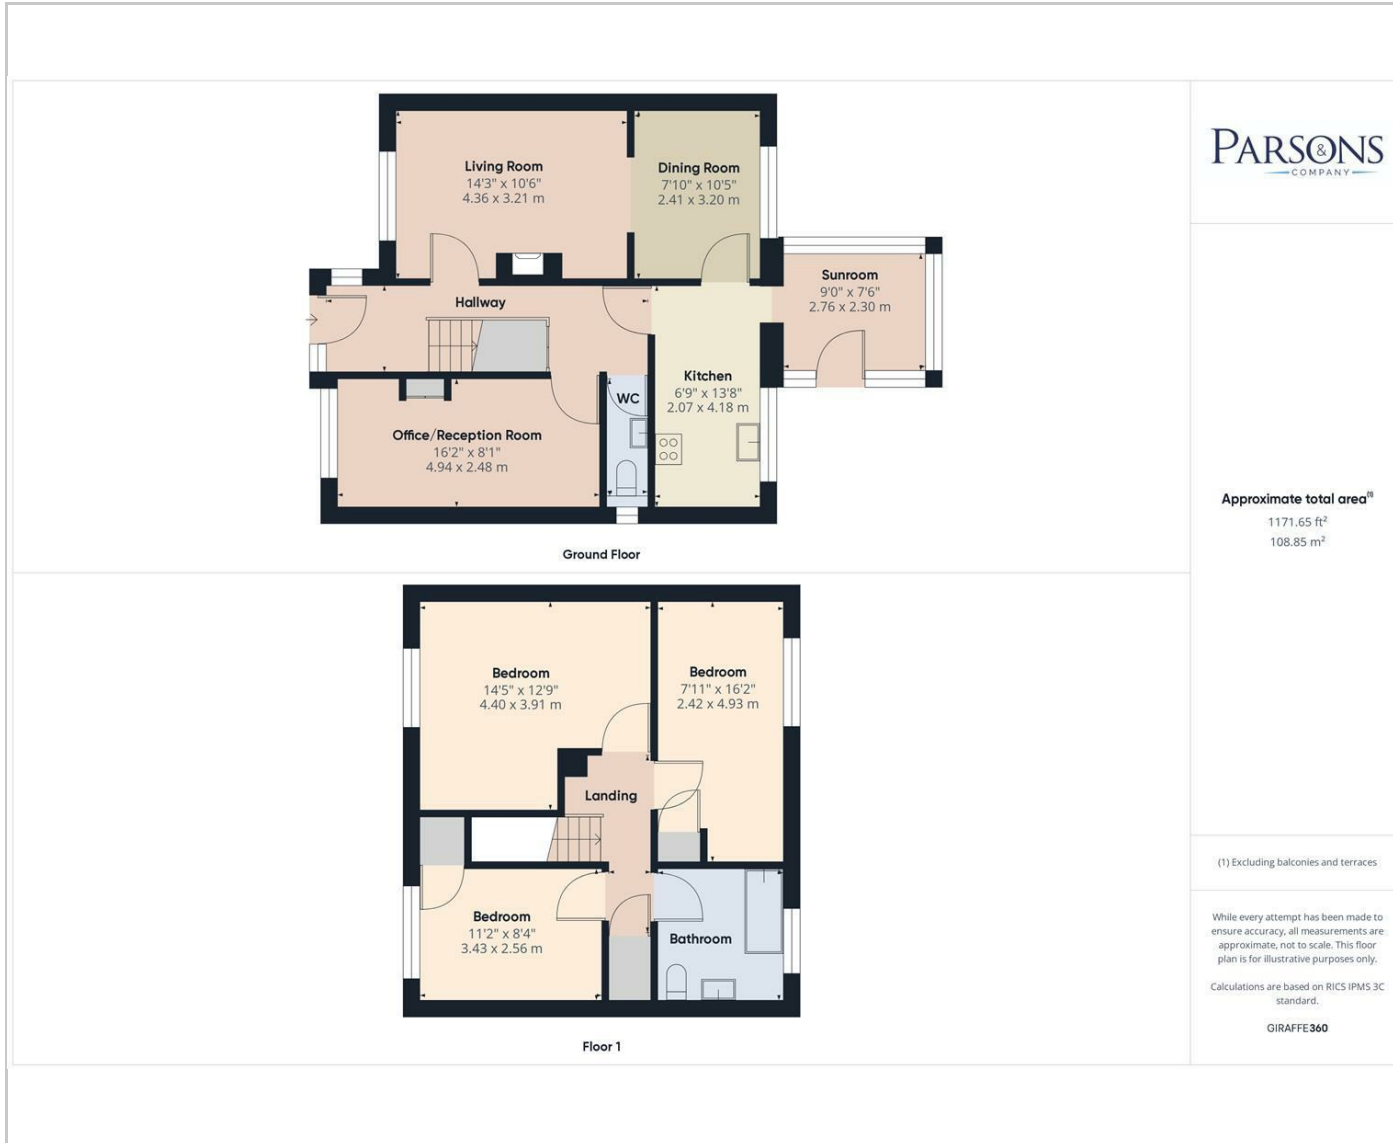 Living Room
14'3" x 10'6"
4.36 x 3.21 m
Dining Room
7'10" x 10'5"
2.41 x 3.20 m
Sunroom
9'0" x 7'6"
2.76 x 2.30 m
Hallway
Kitchen
6'9" x 13'8"
2.07 x 4.18 m
WC
Office/Reception Room
16'2" x 8'1"
4.94 x 2.48 m
Ground Floor
Bedroom
14'5" x 12'9"
4.40 x 3.91 m
Bedroom
7'11" x 16'2"
2.42 x 4.93 m
Landing
Bedroom
11'2" x 8'4"
3.43 x 2.56 m
Bathroom
Floor 1
PARSONS
&
COMPANY
Approximate total area(1)
1171.65 ft²
108.85 m²
(1) Excluding balconies and terraces
While every attempt has been made to
ensure accuracy, all measurements are
approximate, not to scale. This floor
plan is for illustrative purposes only.
Calculations are based on RICS IPMS 3C
standard.
GIRAFFE360